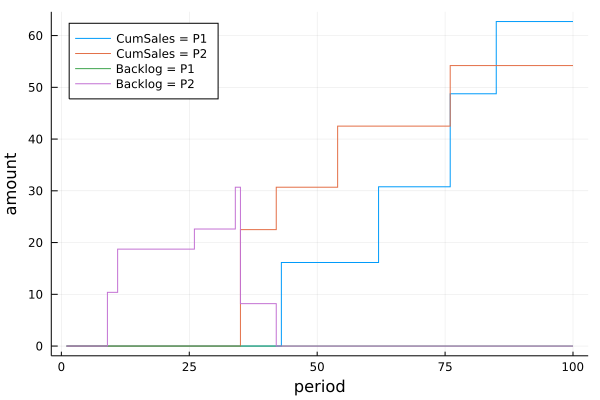 CumSales = P1
CumSales = P2
Backlog = P1
Backlog = P2
60
50
40
30
20
10
0
amount
0 25 50 75 100
period